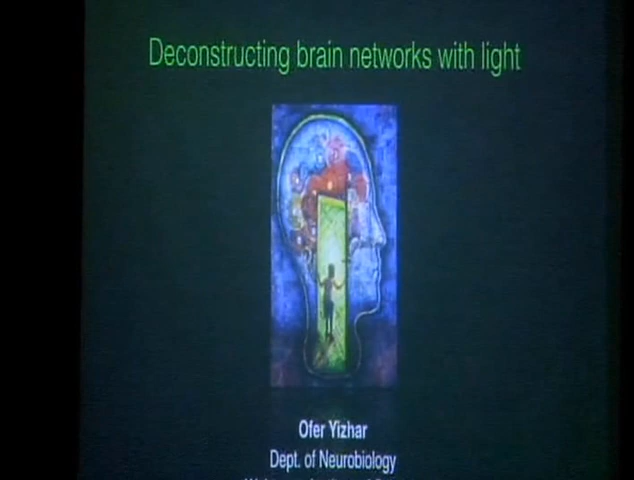 Deconstructing brain networks with light
Ofer Yizhar
Dept. of Neurobiology